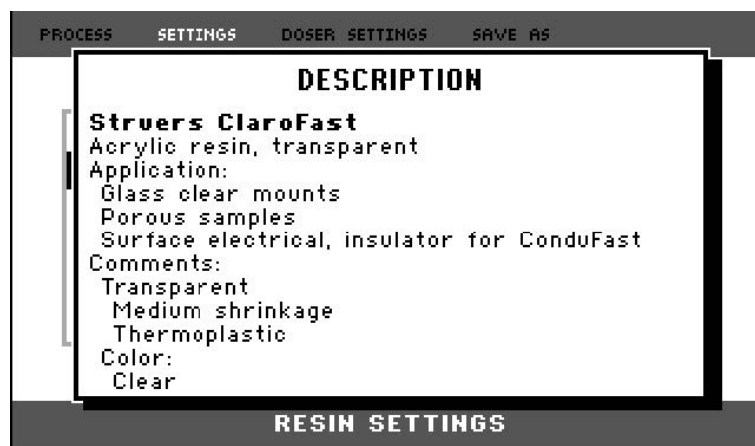 PROCESS SETTINGS DOSER SETTINGS SAVE AS
DESCRIPTION
Struers ClaroFast
Acrylic resin, transparent
Application:
Glass clear mounts
Porous samples
Surface electrical, insulator for ConduFast
Comments:
Transparent
Medium shrinkage
Thermoplastic
Color:
Clear
RESIN SETTINGS